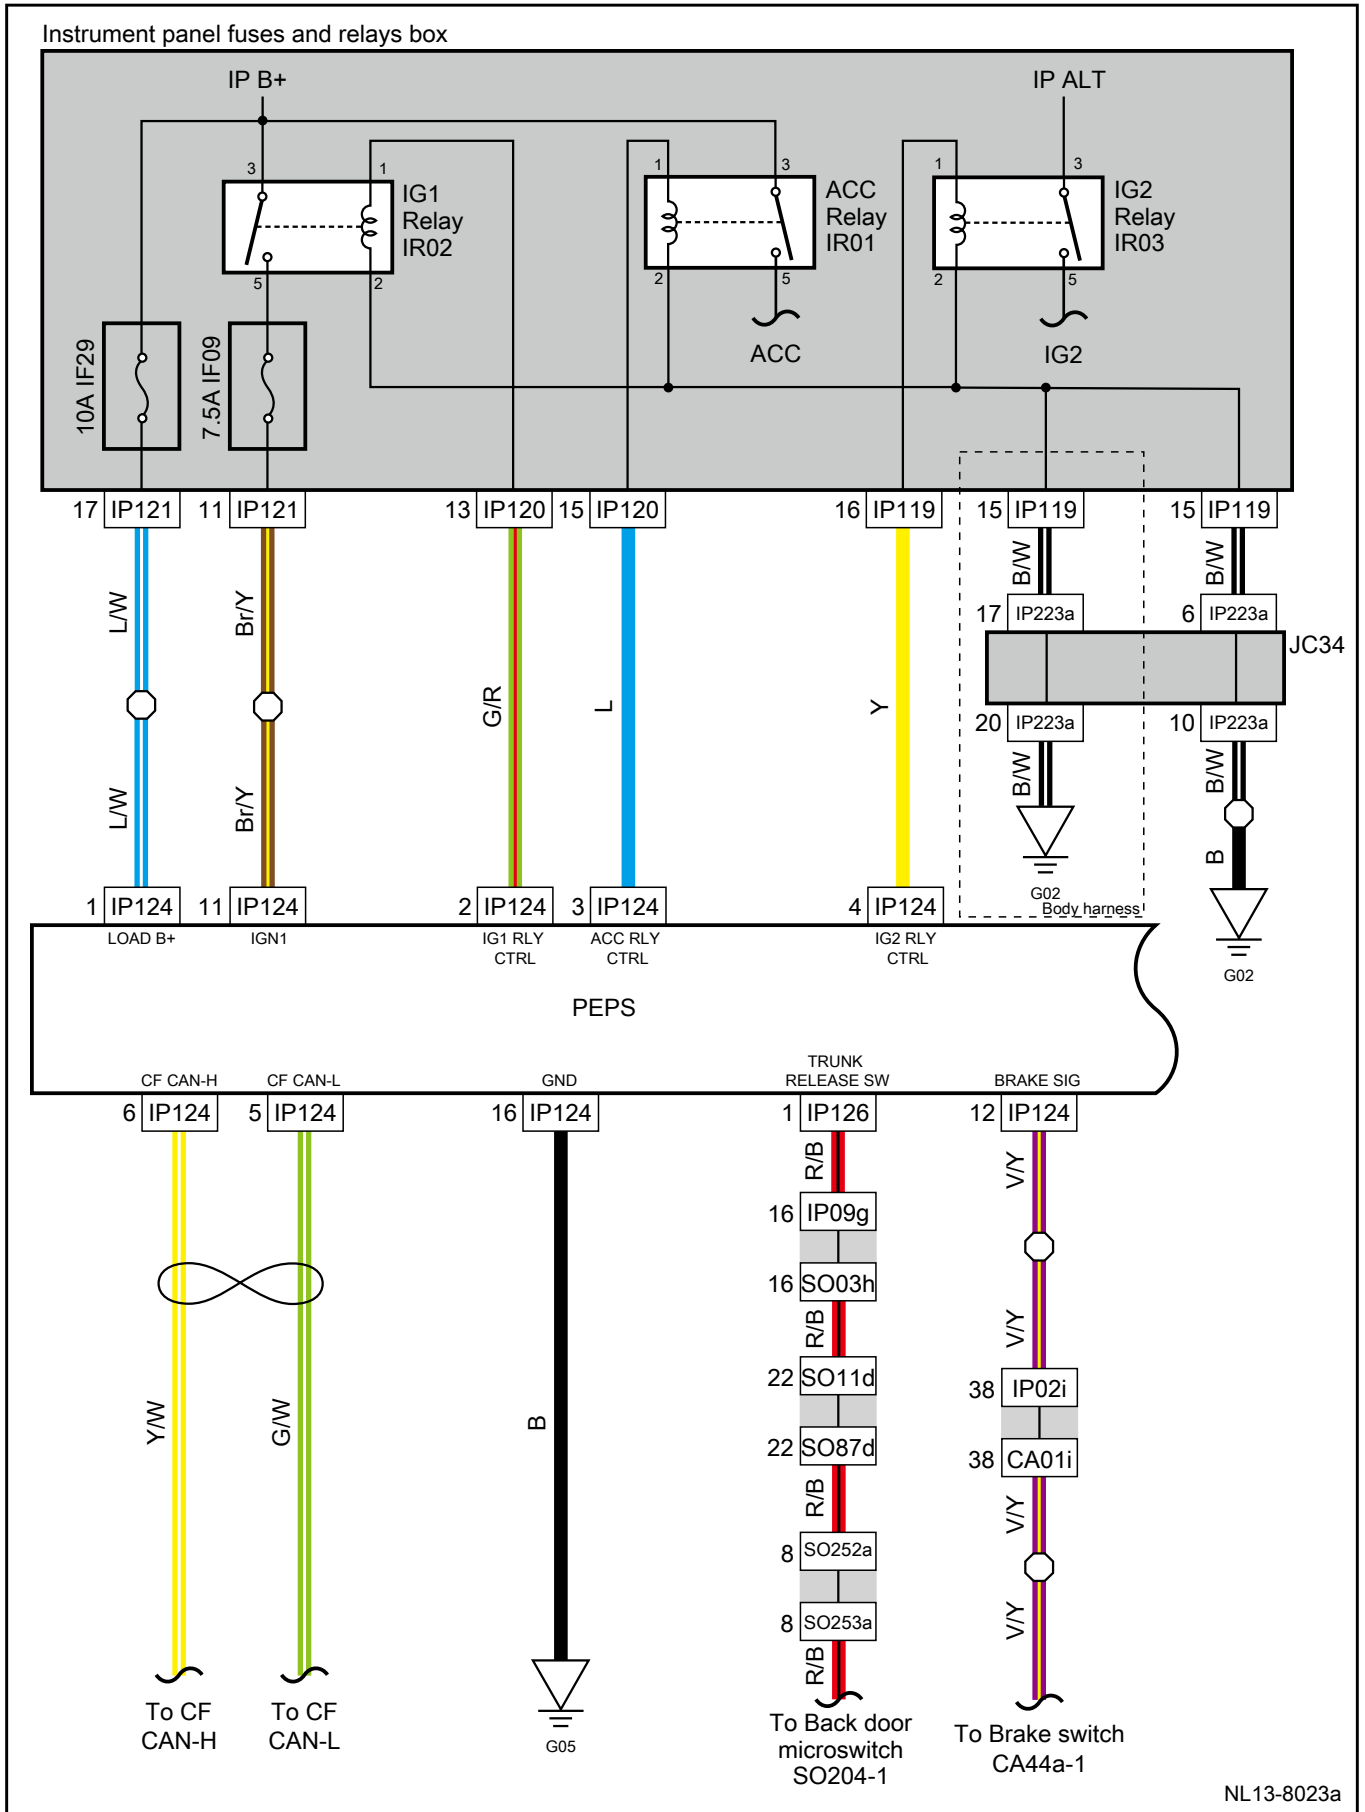 Instrument panel fuses and relays box
IP B+
IP ALT
3
1
IG1
Relay
IR02
5
2
1
3
ACC
Relay
IR01
2
5
ACC
1
3
IG2
Relay
IR03
2
5
IG2
10A IF29
7.5A IF09
17 IP121
11 IP121
13 IP120
15 IP120
16 IP119
15 IP119
15 IP119
L/W
Br/Y
G/R
L
Y
B/W
B/W
17 IP223a
6 IP223a
JC34
20 IP223a
10 IP223a
L/W
Br/Y
B/W
B/W
B
G02
Body harness
G02
1 IP124
11 IP124
2 IP124
3 IP124
4 IP124
LOAD B+
IGN1
IG1 RLY
CTRL
ACC RLY
CTRL
IG2 RLY
CTRL
PEPS
CF CAN-H
CF CAN-L
GND
TRUNK
RELEASE SW
BRAKE SIG
6 IP124
5 IP124
16 IP124
1 IP126
12 IP124
Y/W
G/W
B
R/B
16 IP09g
16 SO03h
R/B
22 SO11d
22 SO87d
R/B
8 SO252a
8 SO253a
R/B
V/Y
V/Y
38 IP02i
38 CA01i
V/Y
V/Y
To CF
CAN-H
To CF
CAN-L
G05
To Back door
microswitch
SO204-1
To Brake switch
CA44a-1
NL13-8023a